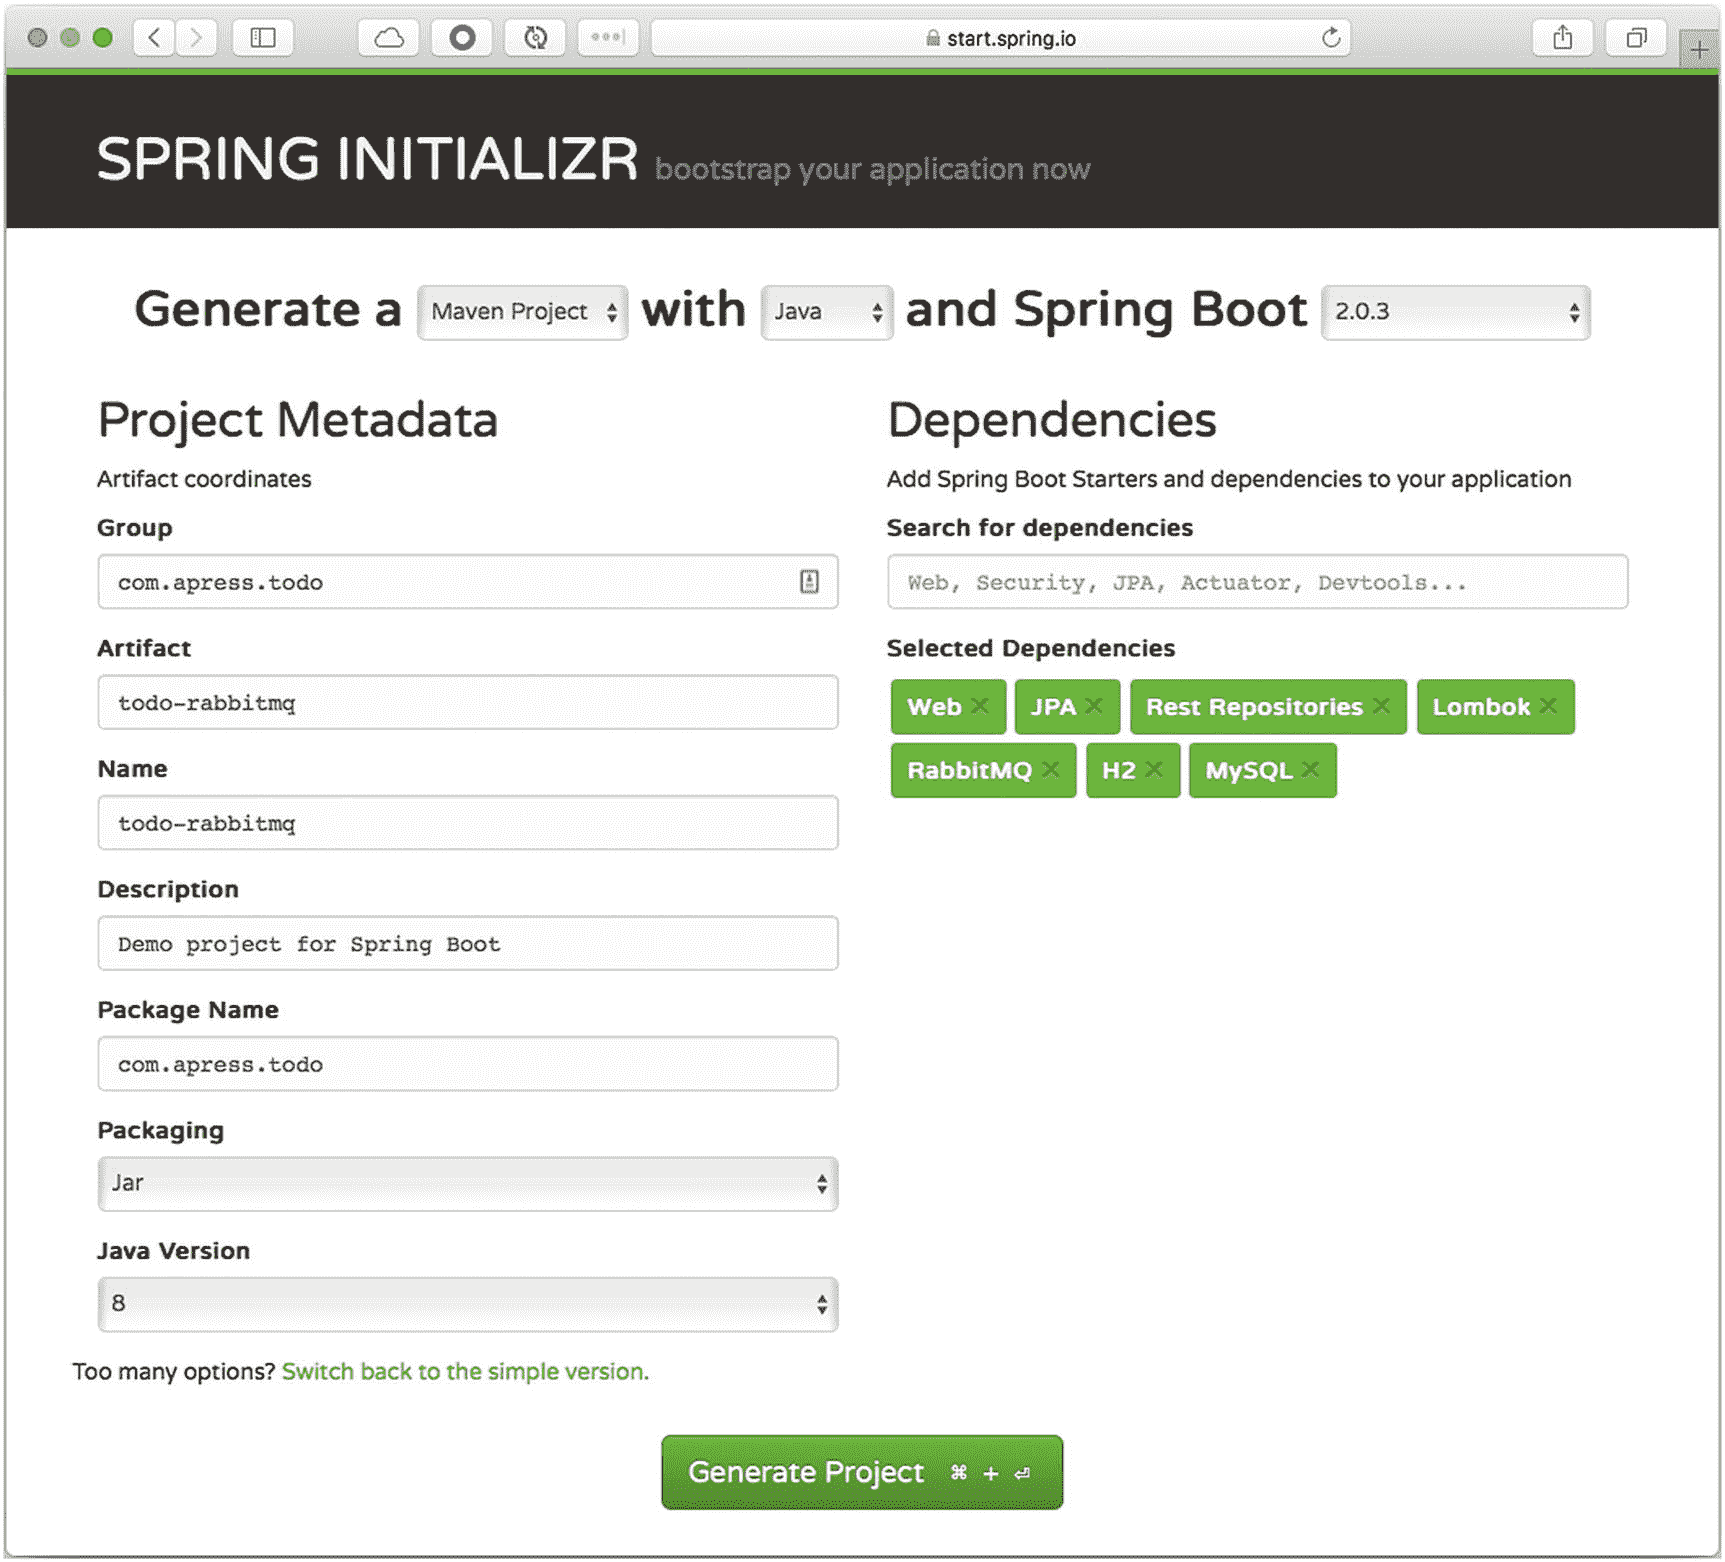 start.spring.io
SPRING INITIALIZR bootstrap your application now
Generate a Maven Project with Java and Spring Boot 2.0.3
Project Metadata
Artifact coordinates
Group
com.apress.todo
Artifact
todo-rabbitmq
Name
todo-rabbitmq
Description
Demo project for Spring Boot
Package Name
com.apress.todo
Packaging
Jar
Java Version
8
Too many options? Switch back to the simple version.
Dependencies
Add Spring Boot Starters and dependencies to your application
Search for dependencies
Web, Security, JPA, Actuator, Devtools...
Selected Dependencies
Web × JPA × Rest Repositories × Lombok ×
RabbitMQ × H2 × MySQL ×
Generate Project ⌘ + ⏎